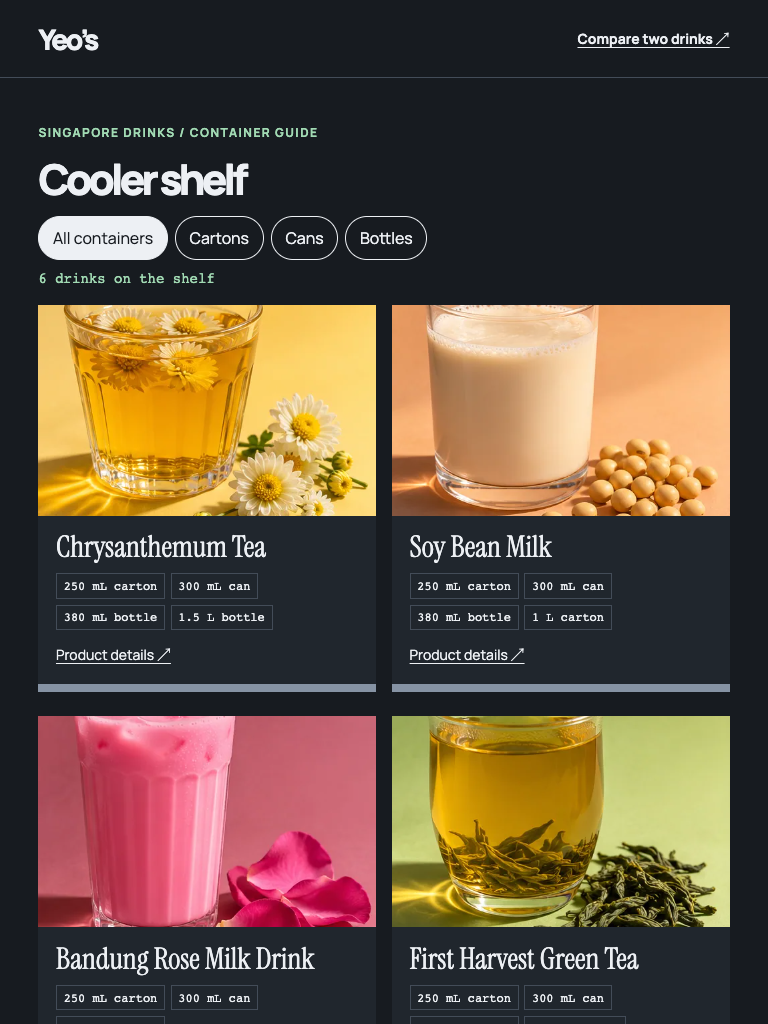 Yeo's
Compare two drinks ↗
SINGAPORE DRINKS / CONTAINER GUIDE
Cooler shelf
All containers
Cartons
Cans
Bottles
6 drinks on the shelf
Chrysanthemum Tea
250 mL carton
300 mL can
380 mL bottle
1.5 L bottle
Product details ↗
Soy Bean Milk
250 mL carton
300 mL can
380 mL bottle
1 L carton
Product details ↗
Bandung Rose Milk Drink
250 mL carton
300 mL can
First Harvest Green Tea
250 mL carton
300 mL can